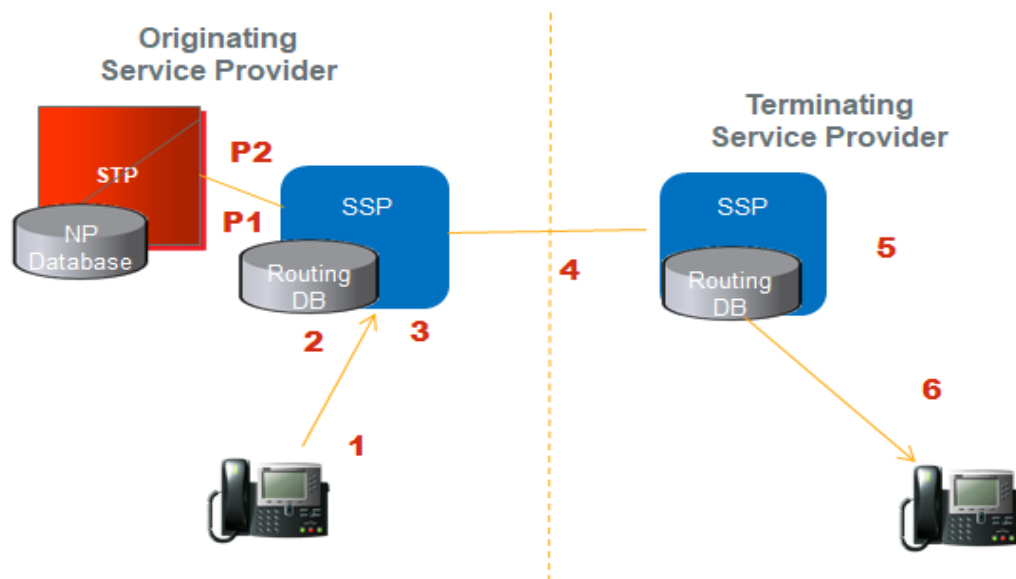 Originating
Service Provider
Terminating
Service Provider
STP
NP
Database
P2
P1
SSP
Routing
DB
SSP
Routing
DB
2
3
4
5
1
6